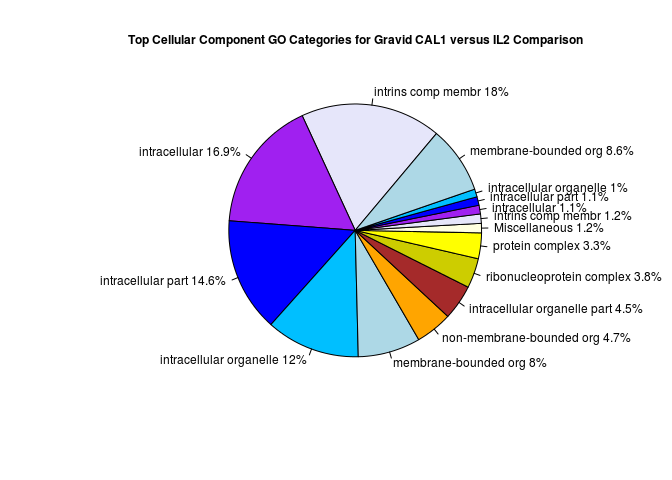 Top Cellular Component GO Categories for Gravid CAL1 versus IL2 Comparison
intrins comp membr 18%
intracellular 16.9%
membrane-bounded org 8.6%
intracellular organelle 1%
intracellular part 1.1%
intracellular 1.1%
intrins comp membr 1.2%
Miscellaneous 1.2%
protein complex 3.3%
ribonucleoprotein complex 3.8%
intracellular part 14.6%
intracellular organelle part 4.5%
non-membrane-bounded org 4.7%
intracellular organelle 12%
membrane-bounded org 8%